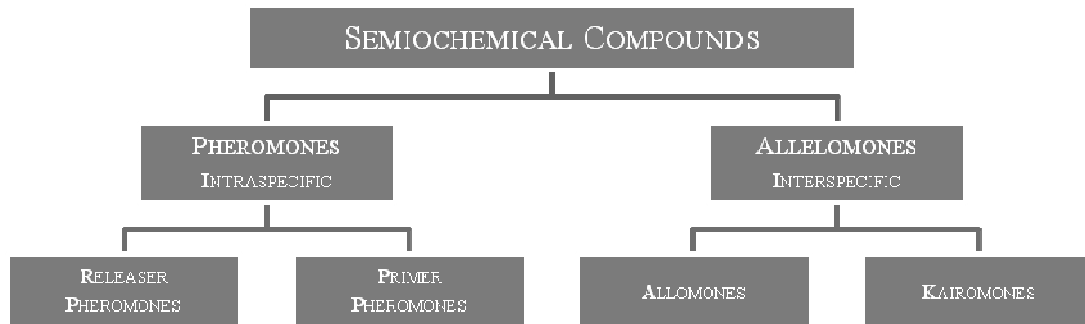 SEMIOCHEMICAL COMPOUNDS
PHEROMONES
INTRASPECIFIC
ALLELOMONES
INTERSPECIFIC
RELEASER
PHEROMONES
PRIMER
PHEROMONES
ALLOMONES
KAIROMONES